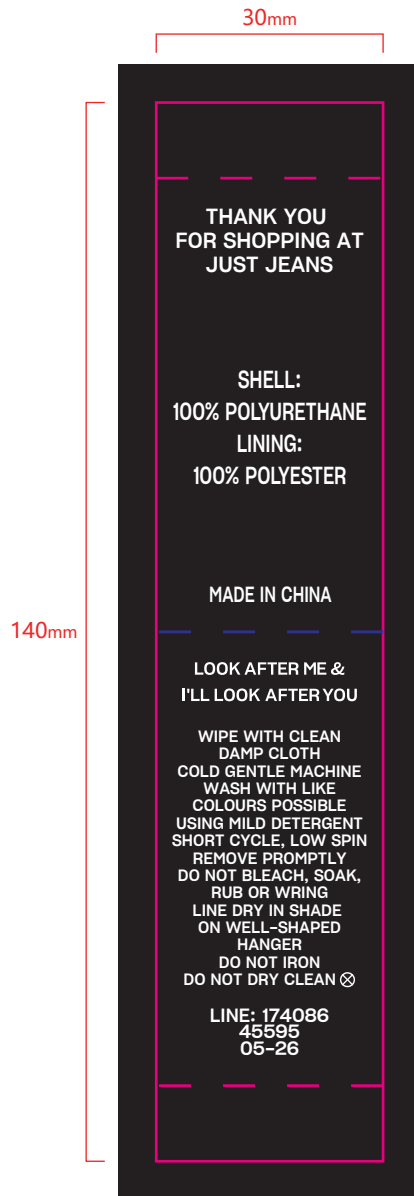 30mm
THANK YOU
FOR SHOPPING AT
JUST JEANS
SHELL:
100% POLYURETHANE
LINING:
100% POLYESTER
MADE IN CHINA
140mm
LOOK AFTER ME &
I'LL LOOK AFTER YOU
WIPE WITH CLEAN
DAMP CLOTH
COLD GENTLE MACHINE
WASH WITH LIKE
COLOURS POSSIBLE
USING MILD DETERGENT
SHORT CYCLE, LOW SPIN
REMOVE PROMPTLY
DO NOT BLEACH, SOAK,
RUB OR WRING
LINE DRY IN SHADE
ON WELL-SHAPED
HANGER
DO NOT IRON
DO NOT DRY CLEAN
LINE: 174086
45595
05-26